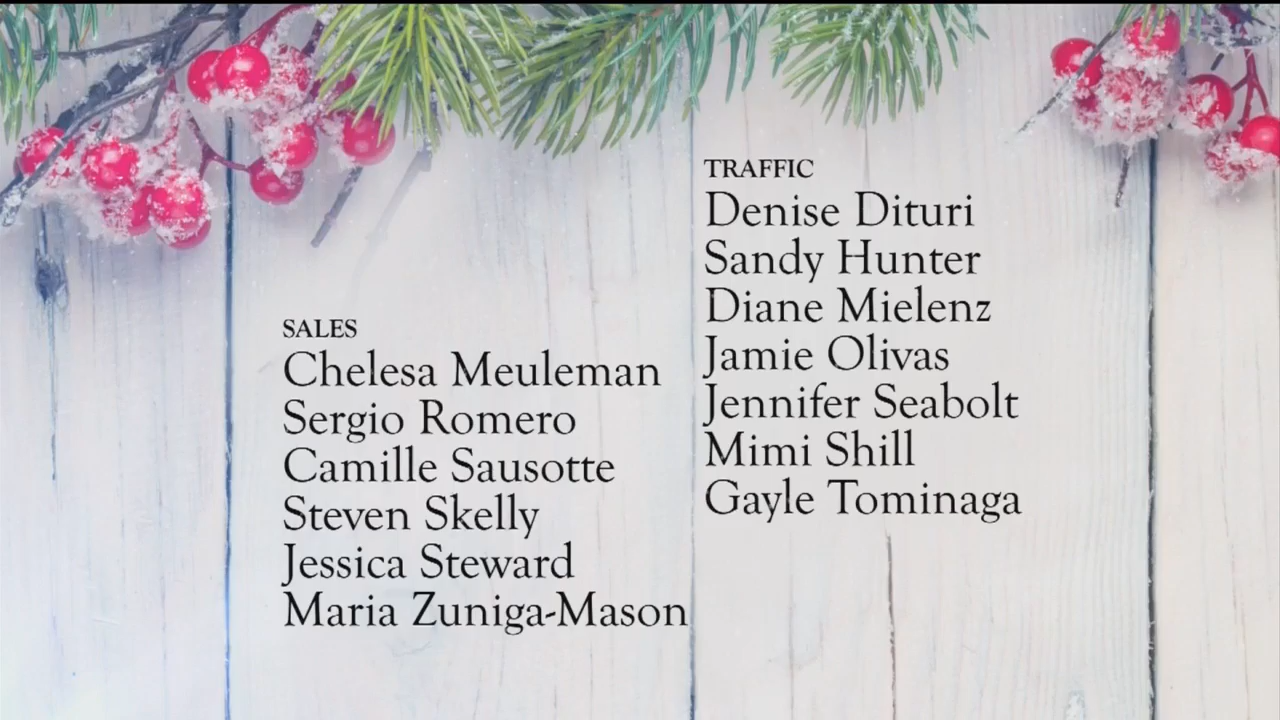 SALES
Chelesa Meuleman
Sergio Romero
Camille Sausotte
Steven Skelly
Jessica Steward
Maria Zuniga-Mason
TRAFFIC
Denise Dituri
Sandy Hunter
Diane Mielenz
Jamie Olivas
Jennifer Seabolt
Mimi Shill
Gayle Tominaga